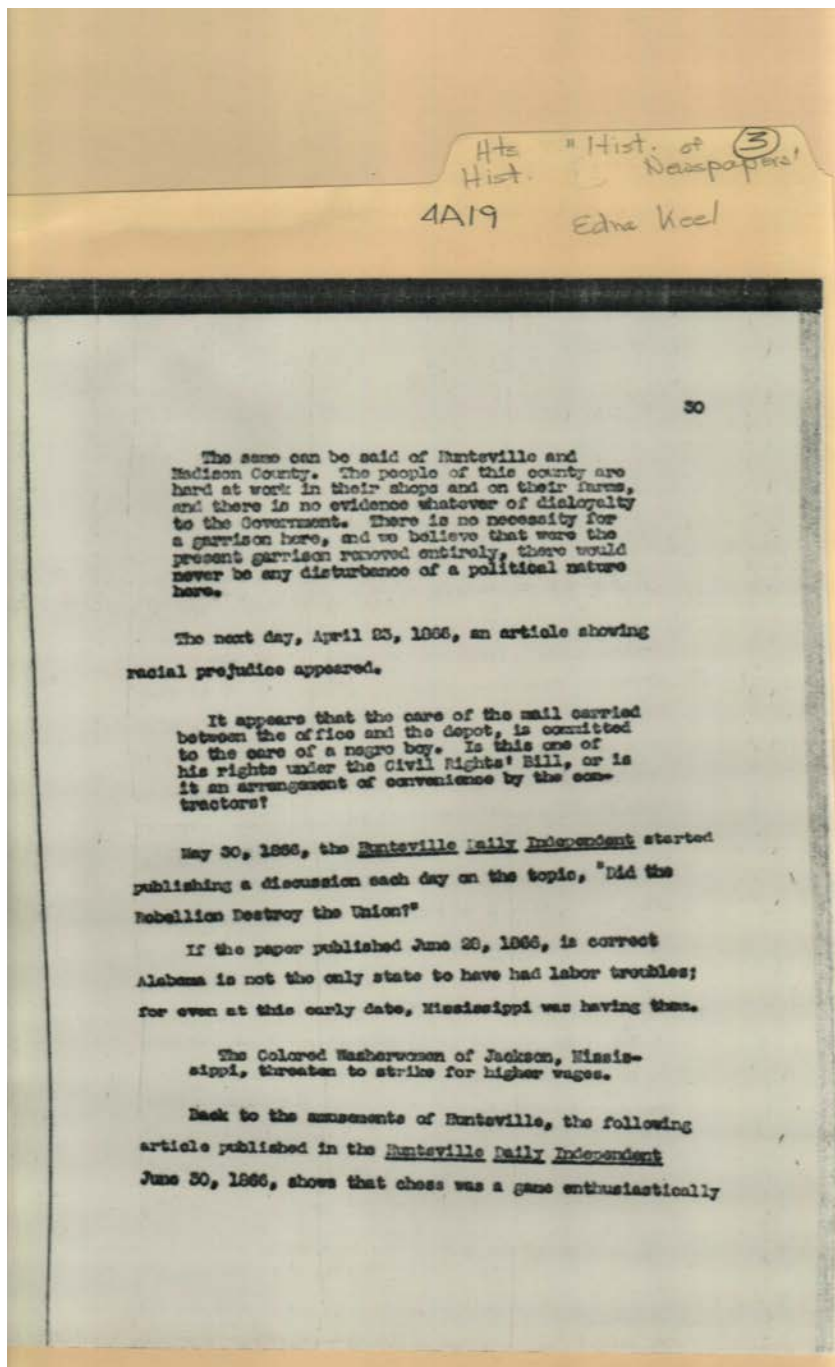 Hts "Hist. of ③
Hist. Newspapers'
4A19 Edna Keel
30
The same can be said of Huntsville and
Madison County. The people of this county are
hard at work in their shops and on their farms,
and there is no evidence whatever of disloyalty
to the Government. There is no necessity for
a garrison here, and we believe that were the
present garrison removed entirely, there would
never be any disturbance of a political nature
here.
The next day, April 23, 1866, an article showing
racial prejudice appeared.
It appears that the care of the mail carried
between the office and the depot, is committed
to the care of a negro boy. Is this one of
his rights under the Civil Rights' Bill, or is
it an arrangement of convenience by the con-
tractors?
May 30, 1866, the Huntsville Daily Independent started
publishing a discussion each day on the topic, "Did the
Rebellion Destroy the Union?"
If the paper published June 28, 1866, is correct
Alabama is not the only state to have had labor troubles;
for even at this early date, Mississippi was having them.
The Colored Washerwomen of Jackson, Missis-
sippi, threaten to strike for higher wages.
Back to the amusements of Huntsville, the following
article published in the Huntsville Daily Independent
June 30, 1866, shows that chess was a game enthusiastically